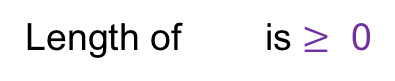 Length of is ≥ 0